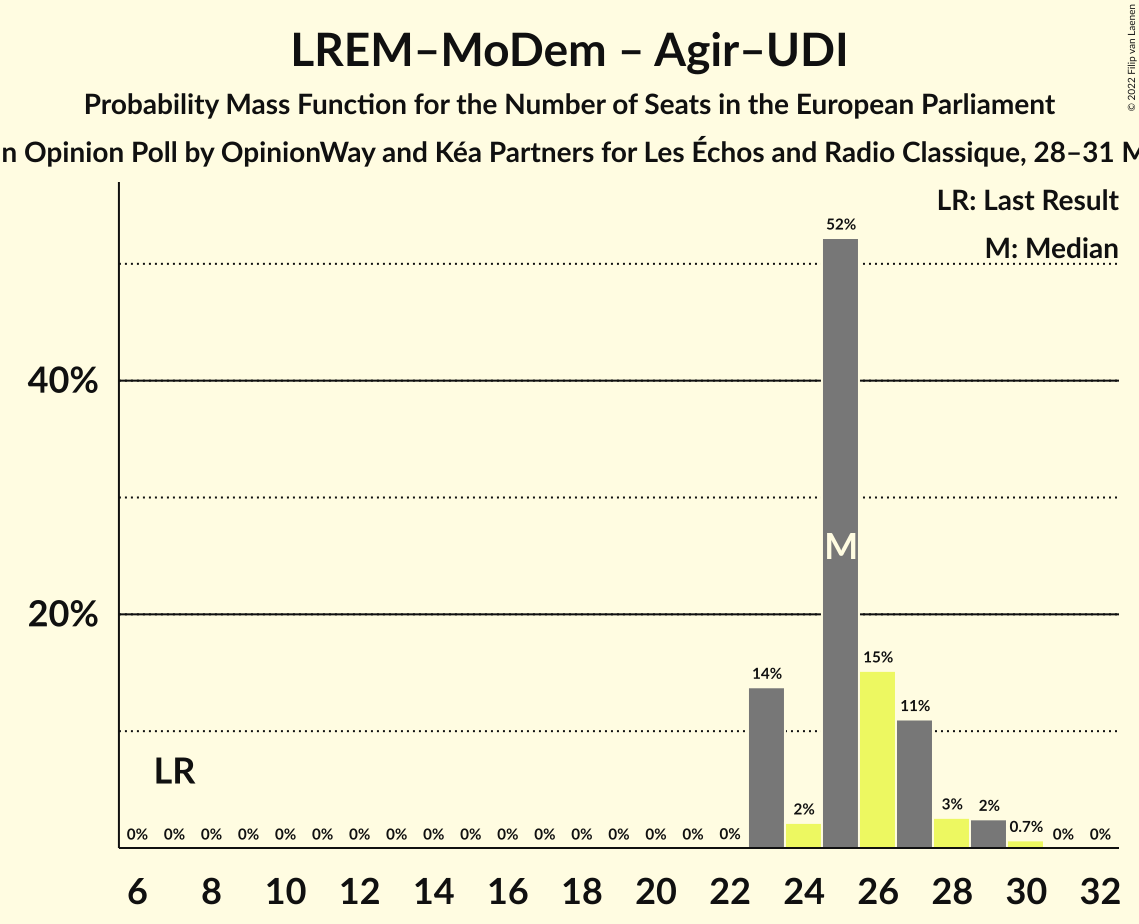 LREM–MoDem – Agir–UDI
Probability Mass Function for the Number of Seats in the European Parliament
n Opinion Poll by OpinionWay and Kéa Partners for Les Échos and Radio Classique, 28–31 M
© 2022 Filip van Laenen
LR: Last Result
M: Median
52%
40%
M
20%
15%
14%
11%
LR
3%
2%
2%
0.7%
0% 0% 0% 0% 0% 0% 0% 0% 0% 0% 0% 0% 0% 0% 0% 0% 0% 0% 0%
6 8 10 12 14 16 18 20 22 24 26 28 30 32